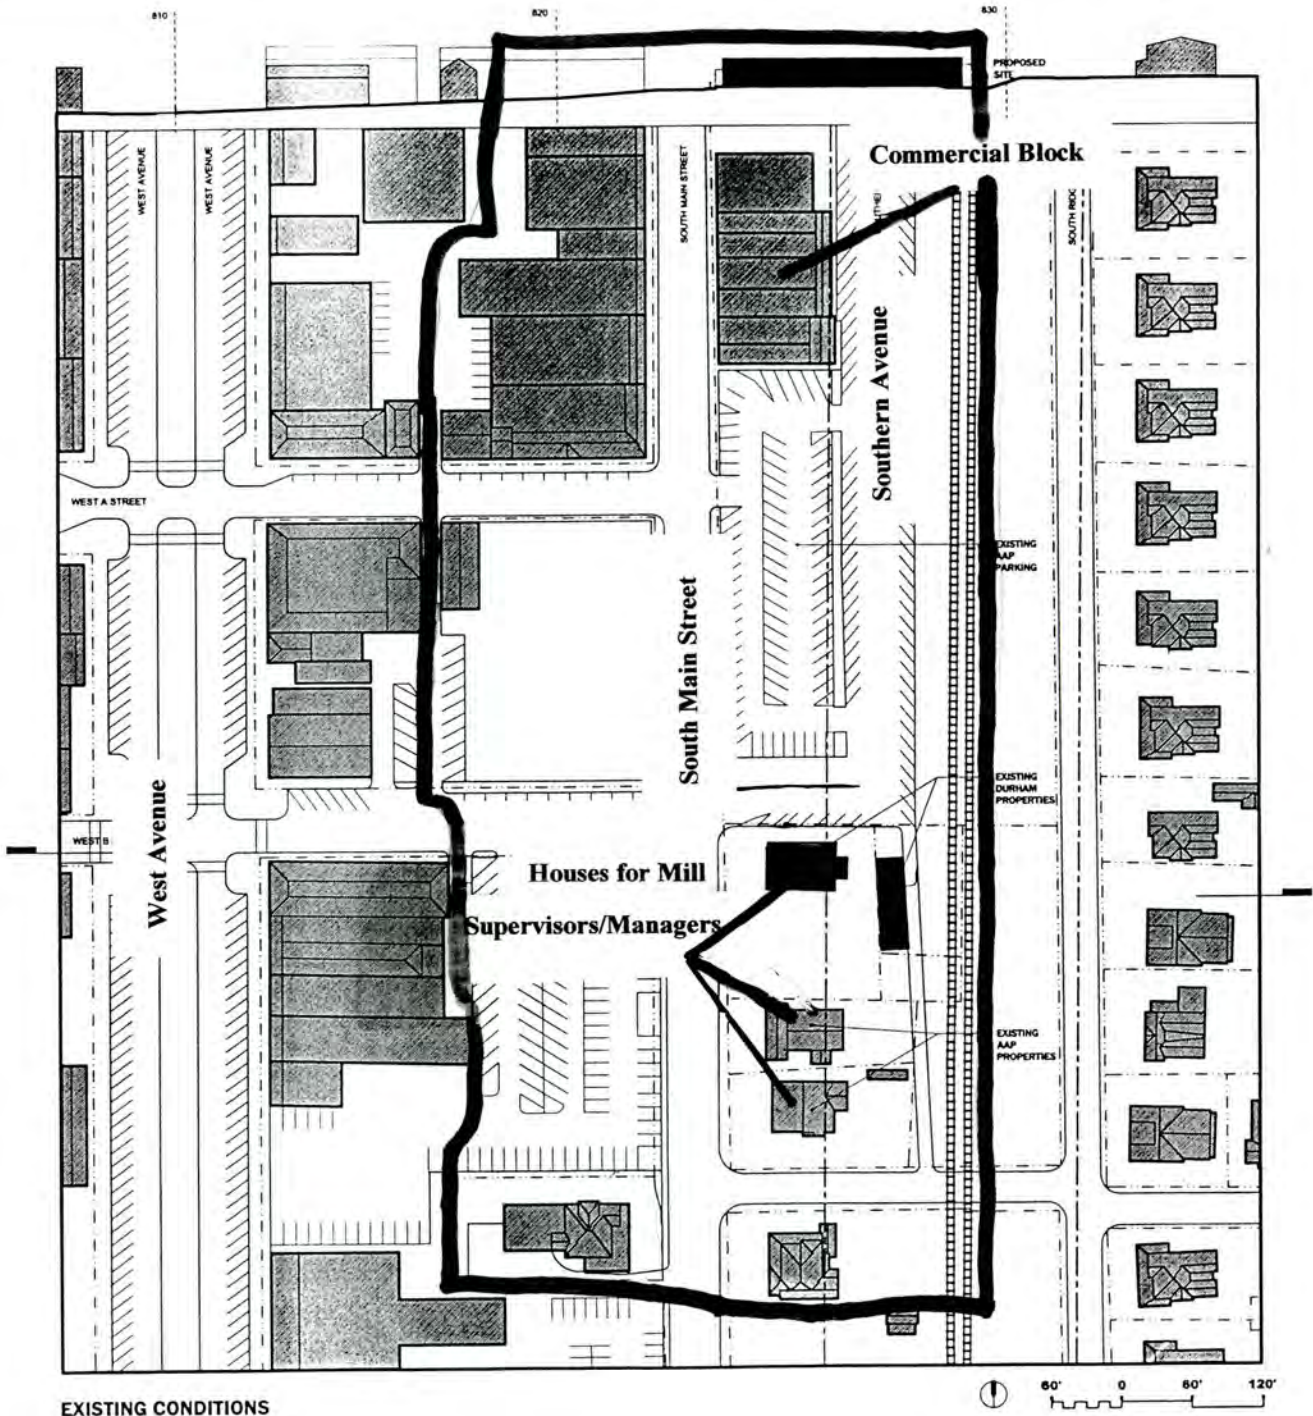 810
820
830
PROPOSED
SITE
Commercial Block
WEST AVENUE
WEST AVENUE
SOUTH MAIN STREET
Southern Avenue
WEST A STREET
EXISTING
AAP
PARKING
South Main Street
EXISTING
DURHAM
PROPERTIES
WEST B
West Avenue
Houses for Mill
Supervisors/Managers
EXISTING
AAP
PROPERTIES
60'
0
60'
120'
EXISTING CONDITIONS